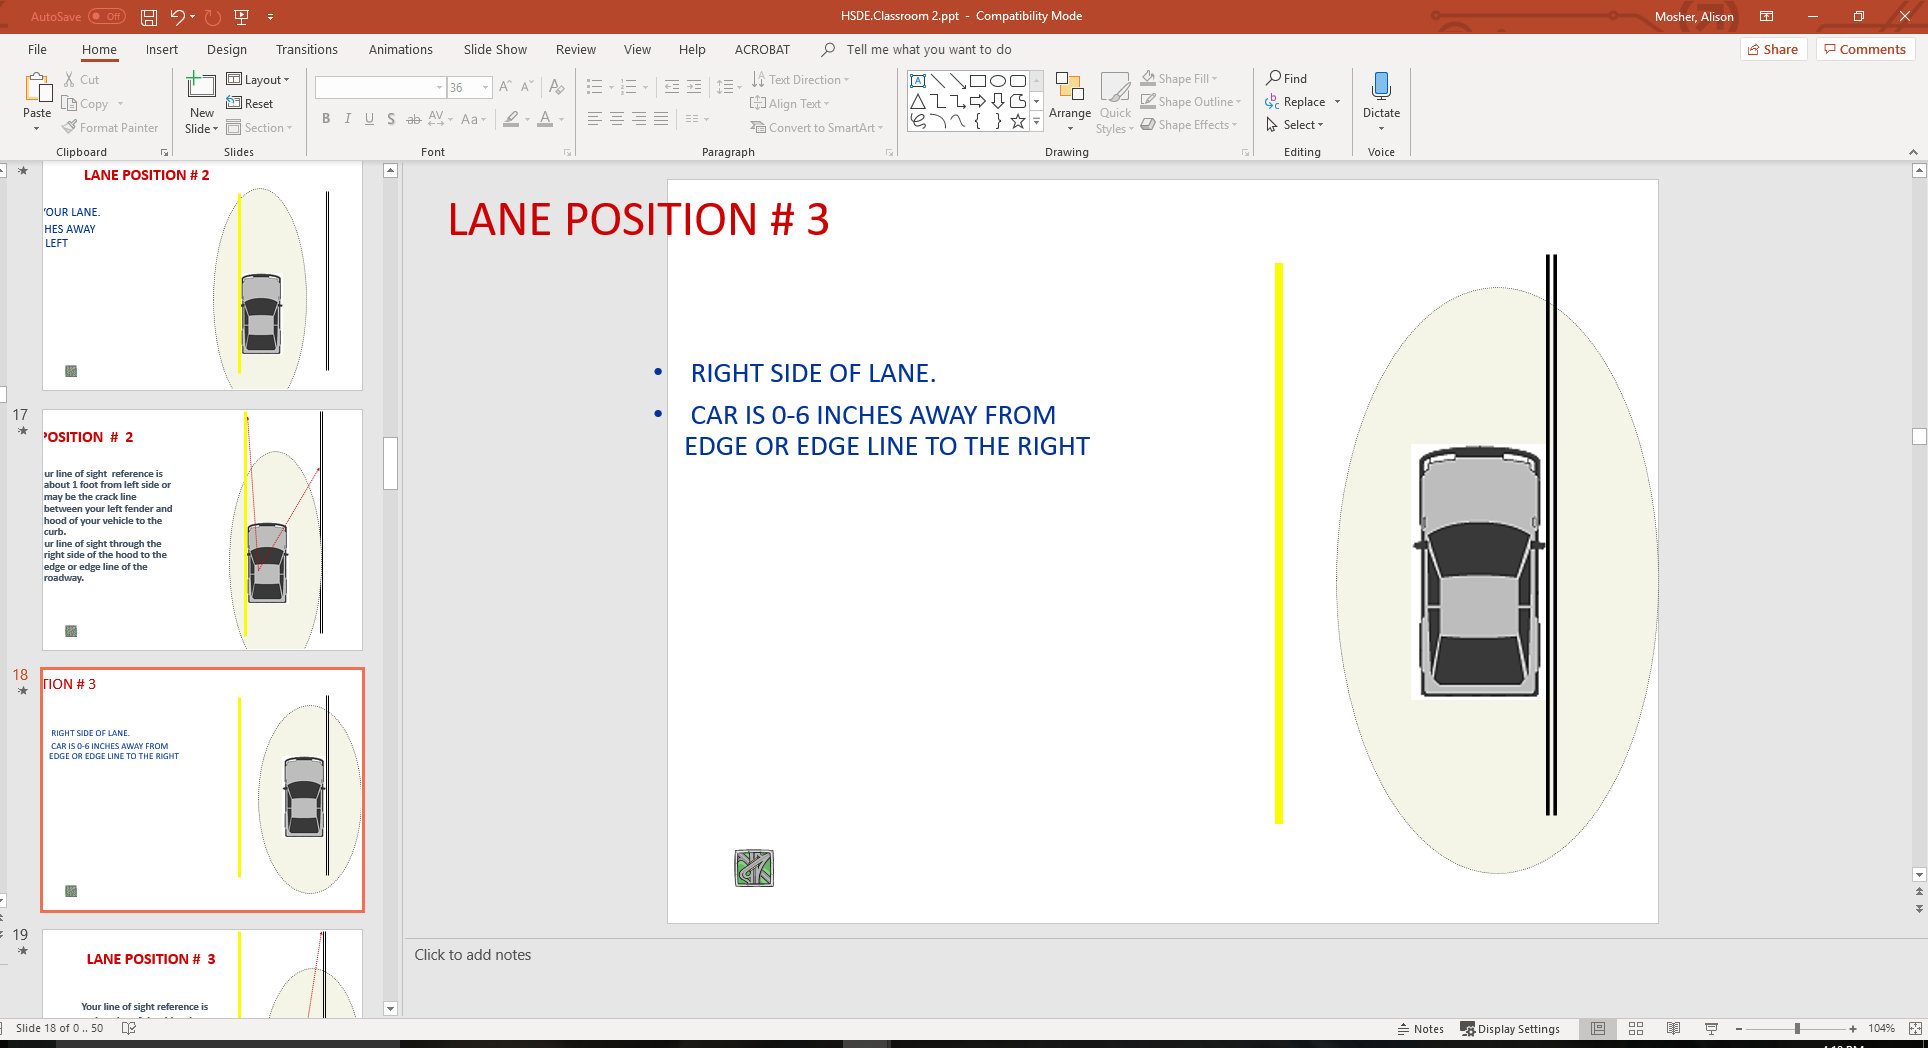 AutoSave Off
HSDE.Classroom 2.ppt - Compatibility Mode
Mosher, Alison
File Home Insert Design Transitions Animations Slide Show Review View Help ACROBAT Tell me what you want to do
Share Comments
Paste
Cut
Copy
Format Painter
Clipboard
New
Slide
Layout
Reset
Section
Slides
36
B I U S ab AV Aa A
Font
Text Direction
Align Text
Convert to SmartArt
Paragraph
Arrange
Quick
Styles
Shape Fill
Shape Outline
Shape Effects
Drawing
Find
Replace
Select
Editing
Dictate
Voice
LANE POSITION # 2
YOUR LANE.
HES AWAY
LEFT
17
POSITION # 2
ur line of sight reference is
about 1 foot from left side or
may be the crack line
between your left fender and
hood of your vehicle to the
curb.
ur line of sight through the
right side of the hood to the
edge or edge line of the
roadway.
18
TION # 3
RIGHT SIDE OF LANE.
CAR IS 0-6 INCHES AWAY FROM
EDGE OR EDGE LINE TO THE RIGHT
19
LANE POSITION # 3
Your line of sight reference is
LANE POSITION # 3
• RIGHT SIDE OF LANE.
• CAR IS 0-6 INCHES AWAY FROM
EDGE OR EDGE LINE TO THE RIGHT
Click to add notes
Slide 18 of 0 .. 50
Notes Display Settings
104%